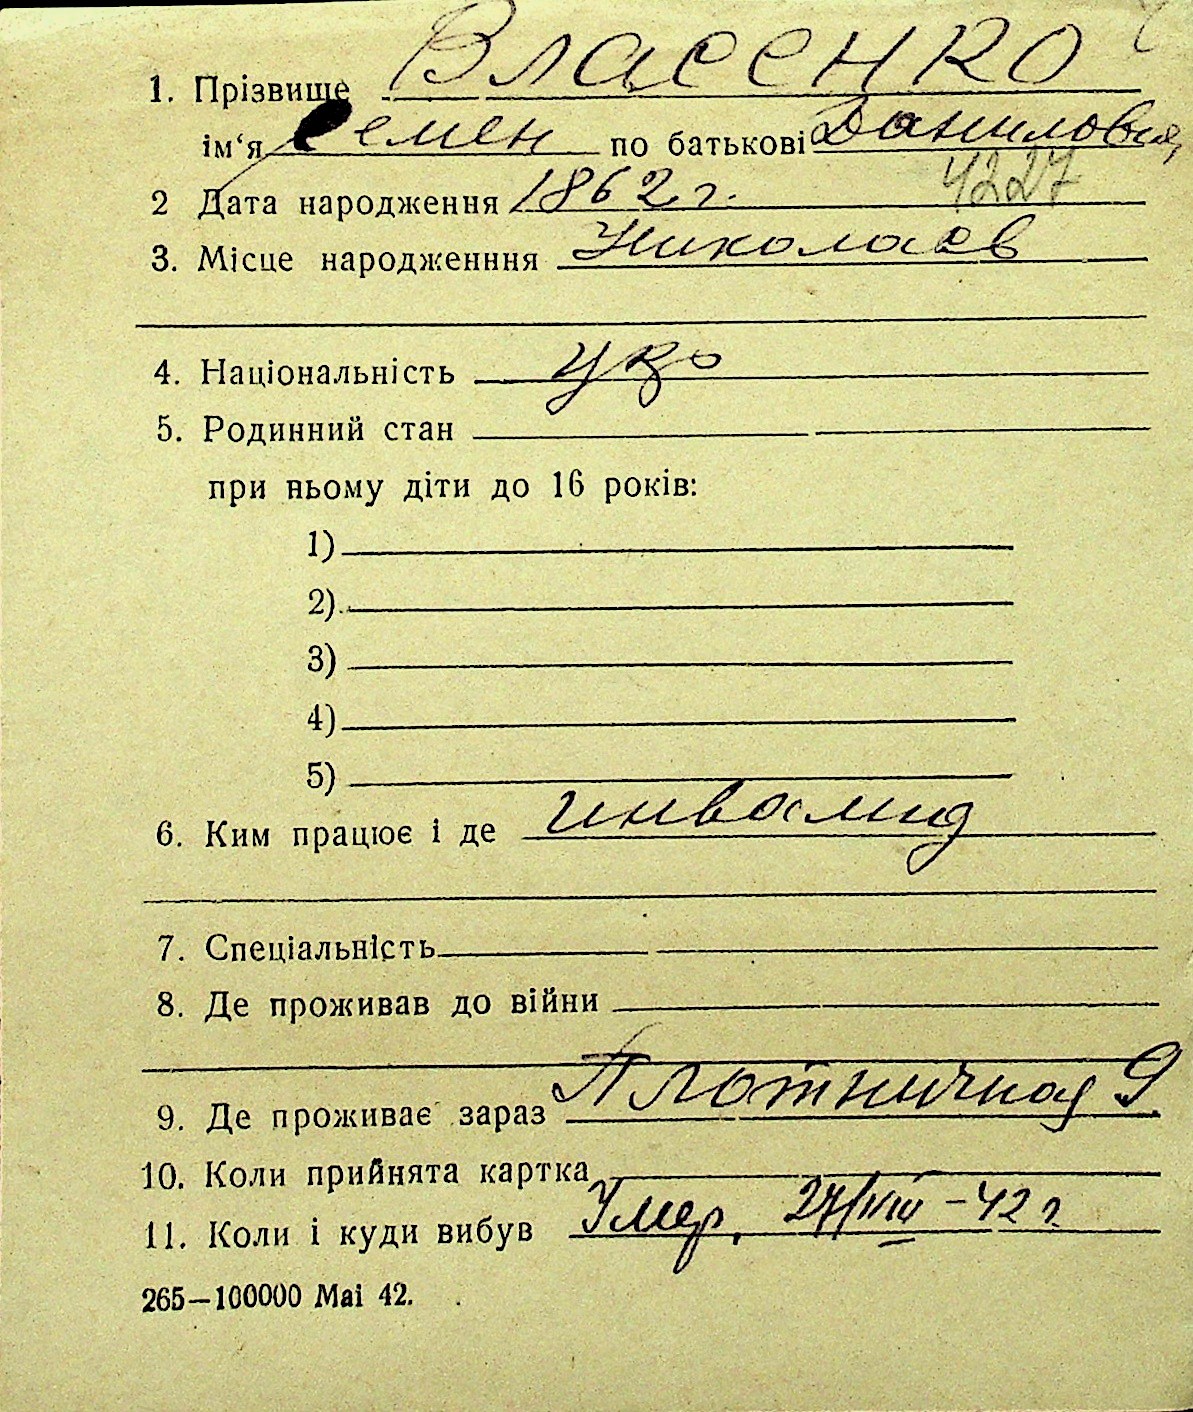 1. Прізвище Власенко
ім‘я Семен по батькові Данилович
4227
2 Дата народження 1862 г.
3. Місце народженння Николаев
4. Національність укр
5. Родинний стан
при ньому діти до 16 років:
1)
2)
3)
4)
5)
6. Ким працює і де инвалид
7. Спеціальність
8. Де проживав до війни
9. Де проживає зараз Плотничная 9
10. Коли прийнята картка
11. Коли і куди вибув Умер, 27/VIII – 42 г.
265—100000 Маі 42.